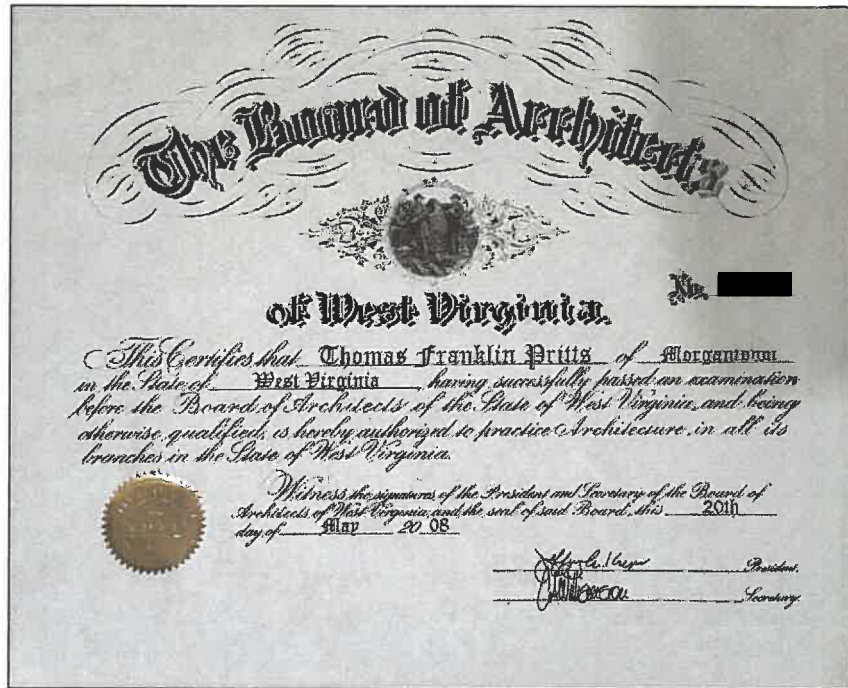 The Board of Architects
of West Virginia.
No.
This Certifies that Thomas Franklin Pritts of Morgantown
in the State of West Virginia, having successfully passed an examination
before the Board of Architects of the State of West Virginia, and being
otherwise qualified, is hereby authorized to practice Architecture, in all its
branches in the State of West Virginia.
Witness the signatures of the President and Secretary of the Board of
Architects, of West Virginia, and the seal of said Board, this 20th
day of May 20 08
President.
Secretary.